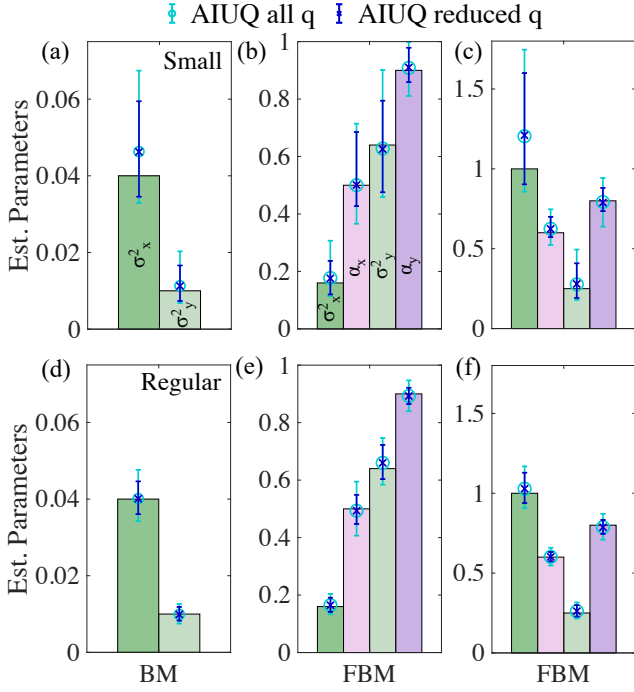 AIUQ all q AIUQ reduced q
(a) Small
Est. Parameters
0.06
0.04
0.02
0
σ²x
σ²y
(b)
1
0.8
0.6
0.4
0.2
0
σ²x
αx
σ²y
αy
(c)
1.5
1
0.5
0
(d) Regular
Est. Parameters
0.06
0.04
0.02
0
BM
(e)
1
0.8
0.6
0.4
0.2
0
FBM
(f)
1.5
1
0.5
0
FBM